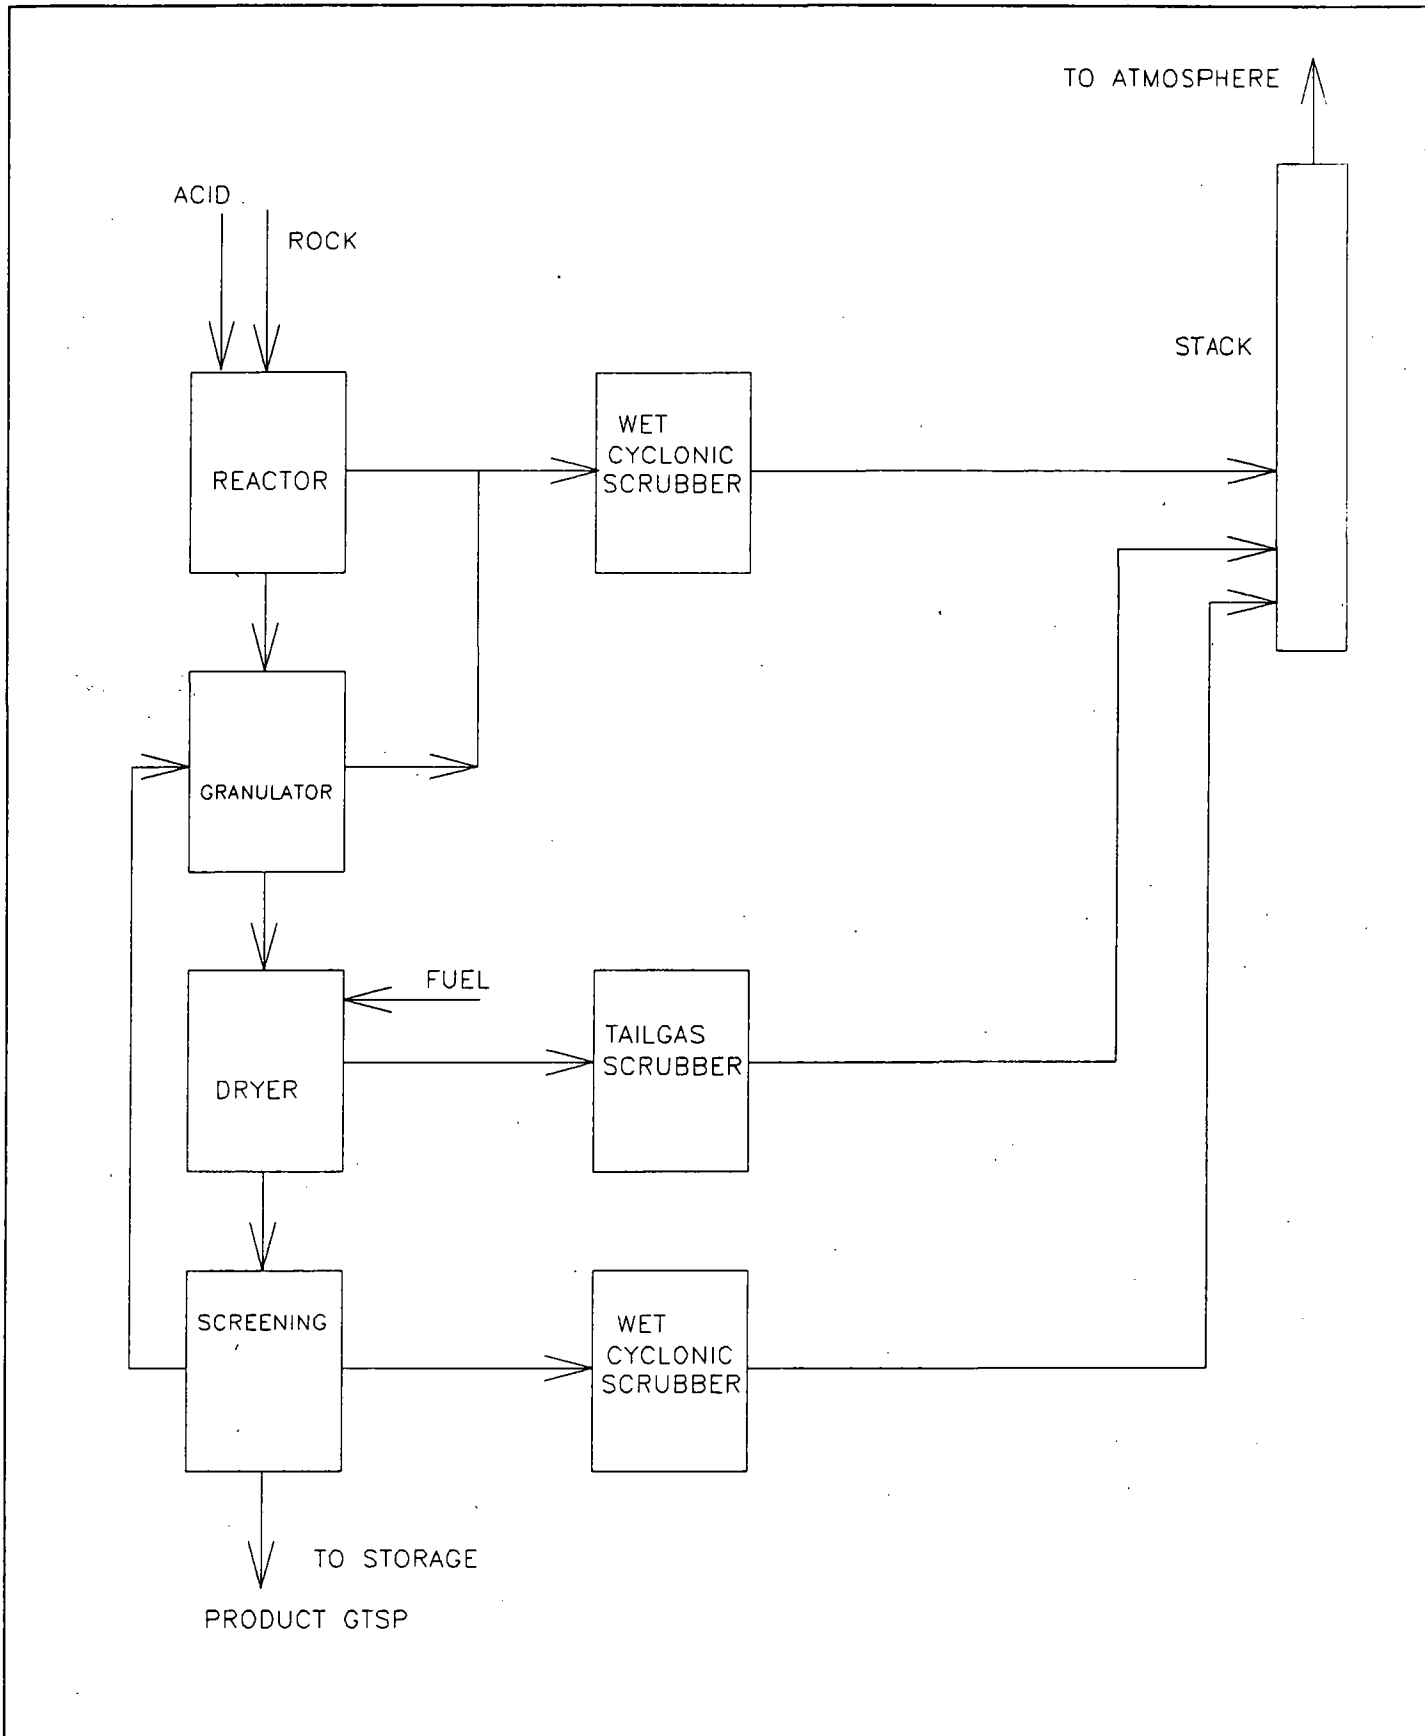 TO ATMOSPHERE
ACID
ROCK
STACK
WET
CYCLONIC
SCRUBBER
REACTOR
GRANULATOR
FUEL
TAILGAS
SCRUBBER
DRYER
SCREENING
WET
CYCLONIC
SCRUBBER
TO STORAGE
PRODUCT GTSP